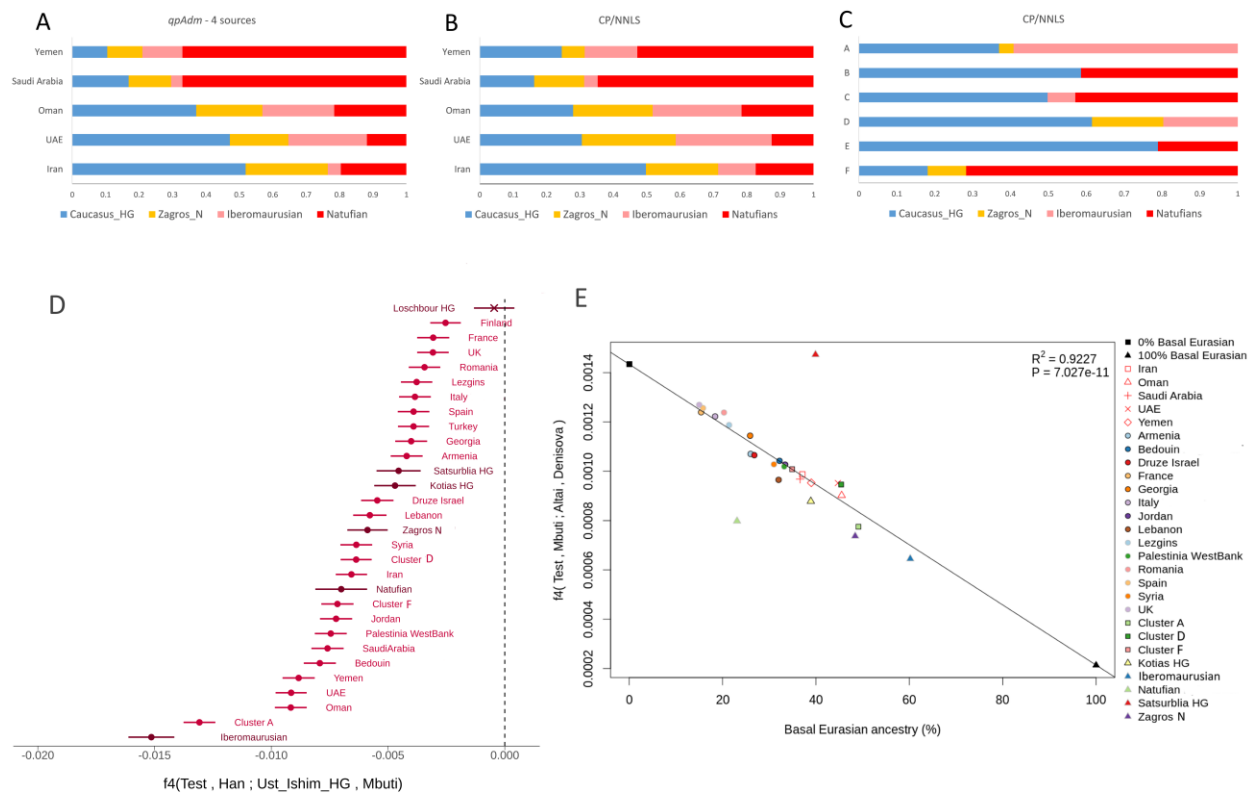 A
qpAdm - 4 sources
Yemen
Saudi Arabia
Oman
UAE
Iran
0 0.1 0.2 0.3 0.4 0.5 0.6 0.7 0.8 0.9 1
Caucasus_HG Zagros_N Iberomaurusian Natufians
B
CP/NNLS
Yemen
Saudi Arabia
Oman
UAE
Iran
0 0.1 0.2 0.3 0.4 0.5 0.6 0.7 0.8 0.9 1
Caucasus_HG Zagros_N Iberomaurusian Natufians
C
CP/NNLS
A
B
C
D
E
F
0 0.1 0.2 0.3 0.4 0.5 0.6 0.7 0.8 0.9 1
Caucasus_HG Zagros_N Iberomaurusian Natufians
D
Loschbour HG
Finland
France
UK
Romania
Lezgins
Italy
Spain
Turkey
Georgia
Armenia
Satsurblia HG
Kotias HG
Druze Israel
Lebanon
Zagros N
Syria
Cluster D
Iran
Natufian
Cluster F
Jordan
Palestinia WestBank
SaudiArabia
Bedouin
Yemen
UAE
Oman
Cluster A
Iberomaurusian
-0.020 -0.015 -0.010 -0.005 0.000
f4(Test , Han ; Ust_Ishim_HG , Mbuti)
E
R² = 0.9227
P = 7.027e-11
f4( Test , Mbuti ; Altai , Denisova)
0.0014
0.0012
0.0010
0.0008
0.0006
0.0004
0.0002
0 20 40 60 80 100
Basal Eurasian ancestry (%)
0% Basal Eurasian
100% Basal Eurasian
Iran
Oman
Saudi Arabia
UAE
Yemen
Armenia
Bedouin
Druze Israel
France
Georgia
Italy
Jordan
Lebanon
Lezgins
Palestinia WestBank
Romania
Spain
Syria
UK
Cluster A
Cluster D
Cluster F
Kotias HG
Iberomaurusian
Natufian
Satsurblia HG
Zagros N